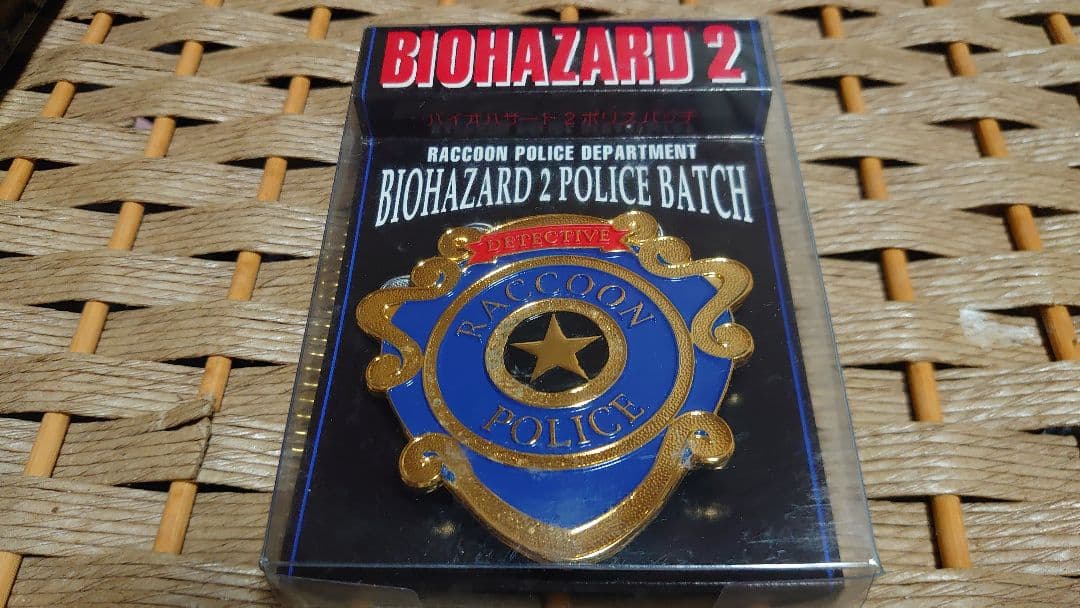 BIOHAZARD 2
バイオハザード2ポリスバッチ
RACCOON POLICE DEPARTMENT
BIOHAZARD 2 POLICE BATCH
DETECTIVE
RACCOON
POLICE